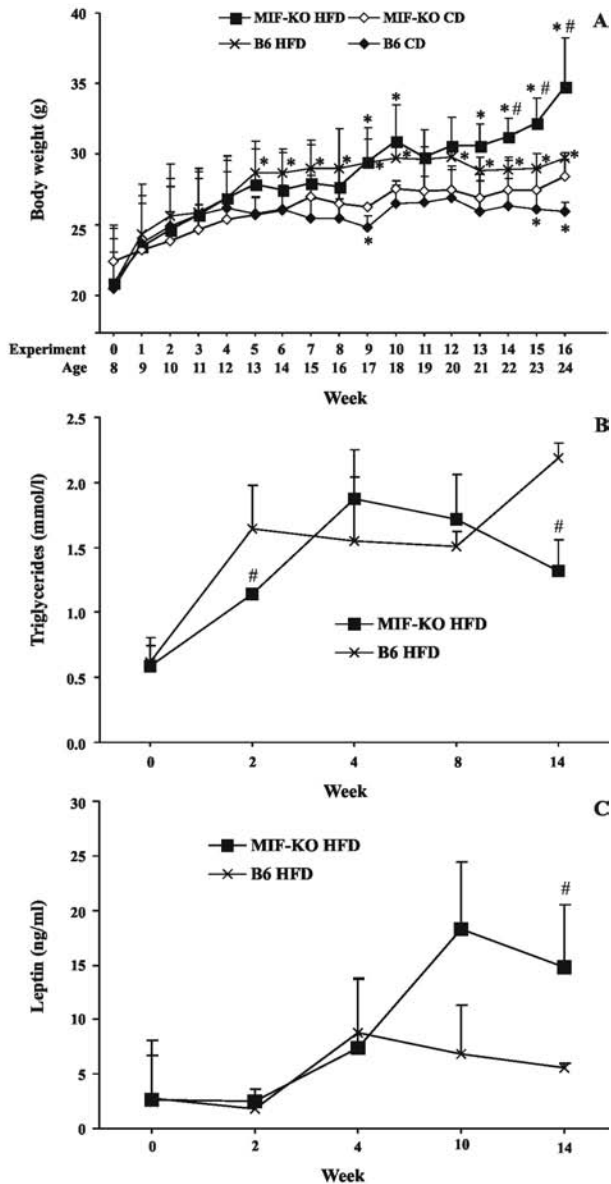 MIF-KO HFD MIF-KO CD A
B6 HFD B6 CD
40
35
30
25
20
Body weight (g)
* #
* #
* #
*
*
*
* * * * * * * * * * * *
*
*
*
Experiment 0 1 2 3 4 5 6 7 8 9 10 11 12 13 14 15 16
Age 8 9 10 11 12 13 14 15 16 17 18 19 20 21 22 23 24
Week
B
2.5
2.0
1.5
1.0
0.5
0.0
Triglycerides (mmol/l)
#
#
MIF-KO HFD
B6 HFD
0 2 4 8 14
Week
C
30
25
20
15
10
5
0
Leptin (ng/ml)
MIF-KO HFD
B6 HFD
#
0 2 4 10 14
Week